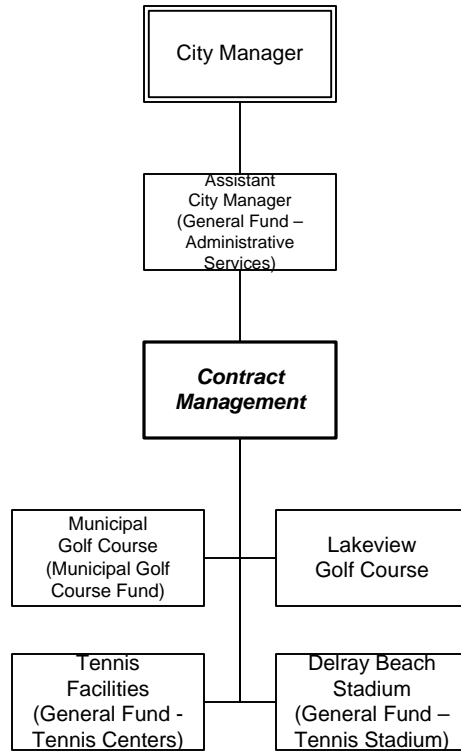 City Manager
Assistant
City Manager
(General Fund –
Administrative
Services)
Contract
Management
Municipal
Golf Course
(Municipal Golf
Course Fund)
Lakeview
Golf Course
Tennis
Facilities
(General Fund -
Tennis Centers)
Delray Beach
Stadium
(General Fund –
Tennis Stadium)